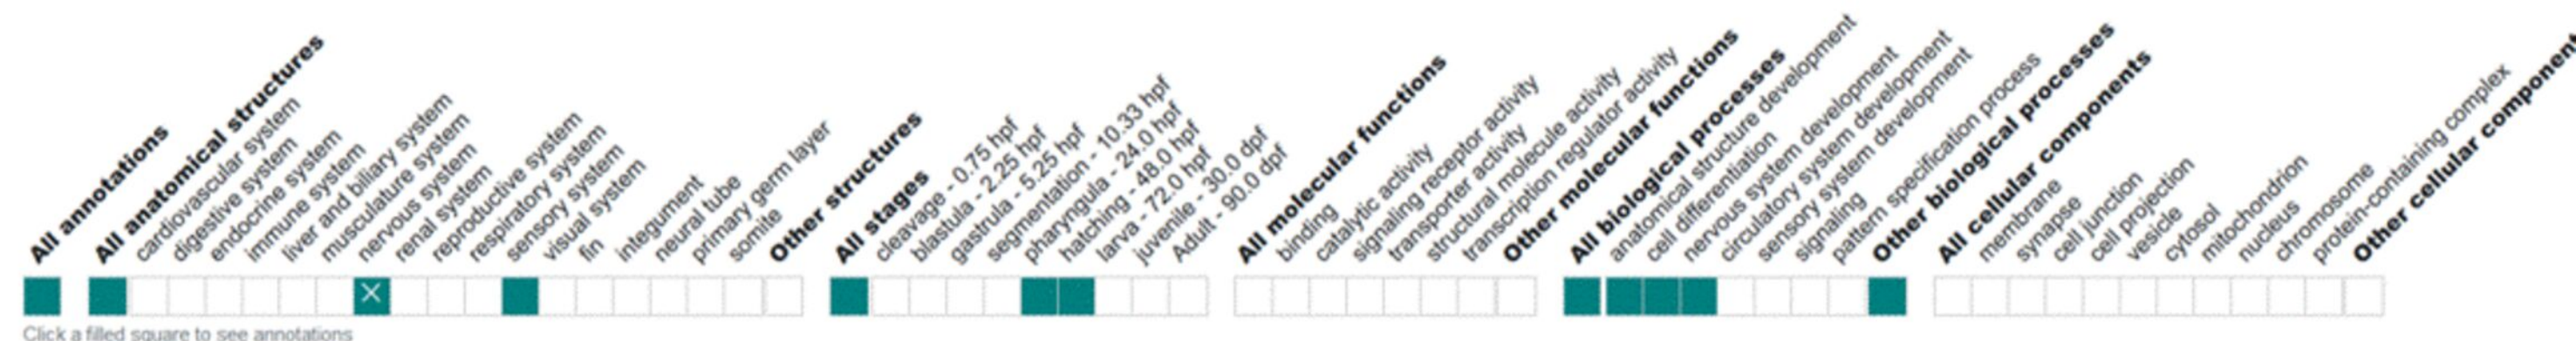 All annotations
All anatomical structures
cardiovascular system
digestive system
endocrine system
immune system
liver and biliary system
musculature system
nervous system
renal system
reproductive system
respiratory system
sensory system
visual system
fin
integument
neural tube
primary germ layer
somite
Other structures
All stages
cleavage - 0.75 hpf
blastula - 2.25 hpf
gastrula - 5.25 hpf
segmentation - 10.33 hpf
pharyngula - 24.0 hpf
hatching - 48.0 hpf
larva - 72.0 hpf
juvenile - 30.0 dpf
Adult - 90.0 dpf
All molecular functions
binding
catalytic activity
signaling receptor activity
transporter activity
structural molecule activity
transcription regulator activity
Other molecular functions
All biological processes
anatomical structure development
cell differentiation
nervous system development
circulatory system development
sensory system development
signaling
pattern specification process
Other biological processes
All cellular components
membrane
synapse
cell junction
cell projection
vesicle
cytosol
mitochondrion
nucleus
chromosome
protein-containing complex
Other cellular component
Click a filled square to see annotations